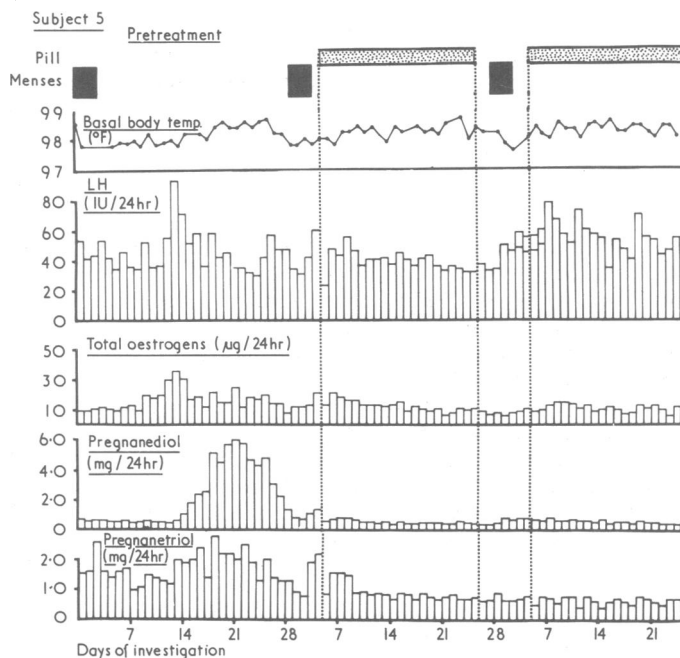 Subject 5
Pretreatment
Pill
Menses
99
Basal body temp.
98
(°F)
97
LH
(IU/24hr)
80
60
40
20
0
Total oestrogens (µg/24hr)
50
30
10
Pregnanediol
(mg/24hr)
6·0
4·0
2·0
0
Pregnanetriol
(mg/24hr)
2·0
1·0
0
7 14 21 28 7 14 21 28 7 14 21
Days of investigation